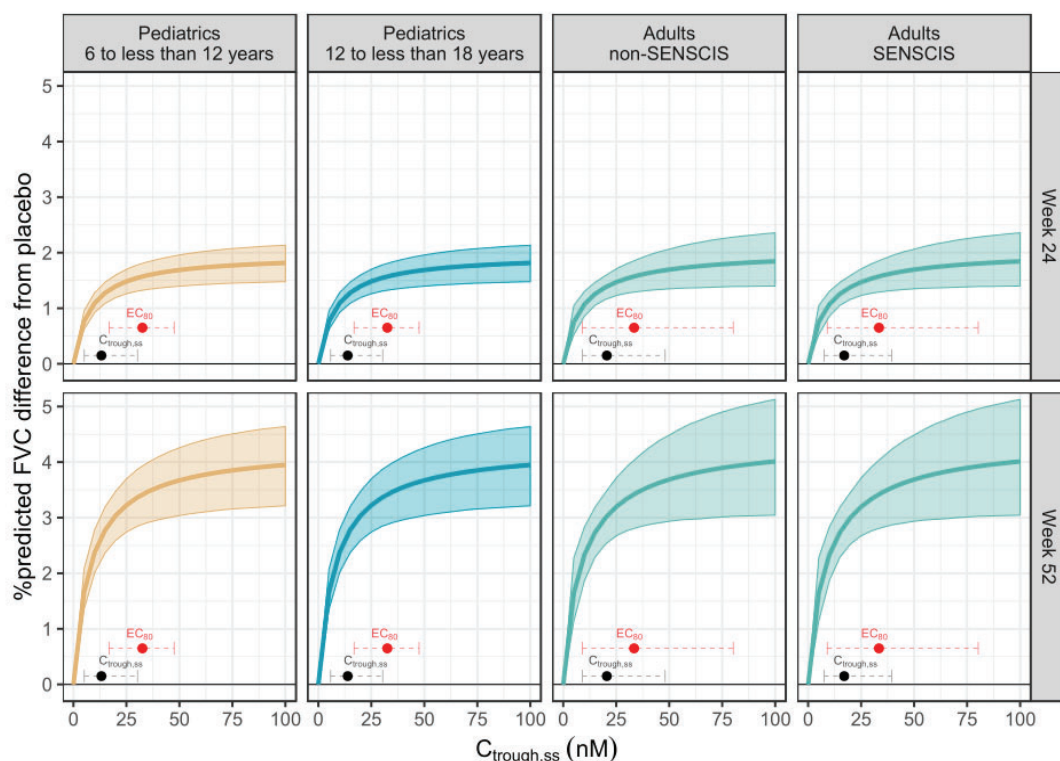 Pediatrics
6 to less than 12 years
Pediatrics
12 to less than 18 years
Adults
non-SENSCIS
Adults
SENSCIS
%predicted FVC difference from placebo
5
4
3
2
1
0
EC80
Ctrough,ss
EC80
Ctrough,ss
EC80
Ctrough,ss
EC80
Ctrough,ss
Week 24
5
4
3
2
1
0
EC80
Ctrough,ss
EC80
Ctrough,ss
EC80
Ctrough,ss
EC80
Ctrough,ss
Week 52
0 25 50 75 100
0 25 50 75 100
0 25 50 75 100
0 25 50 75 100
Ctrough,ss (nM)